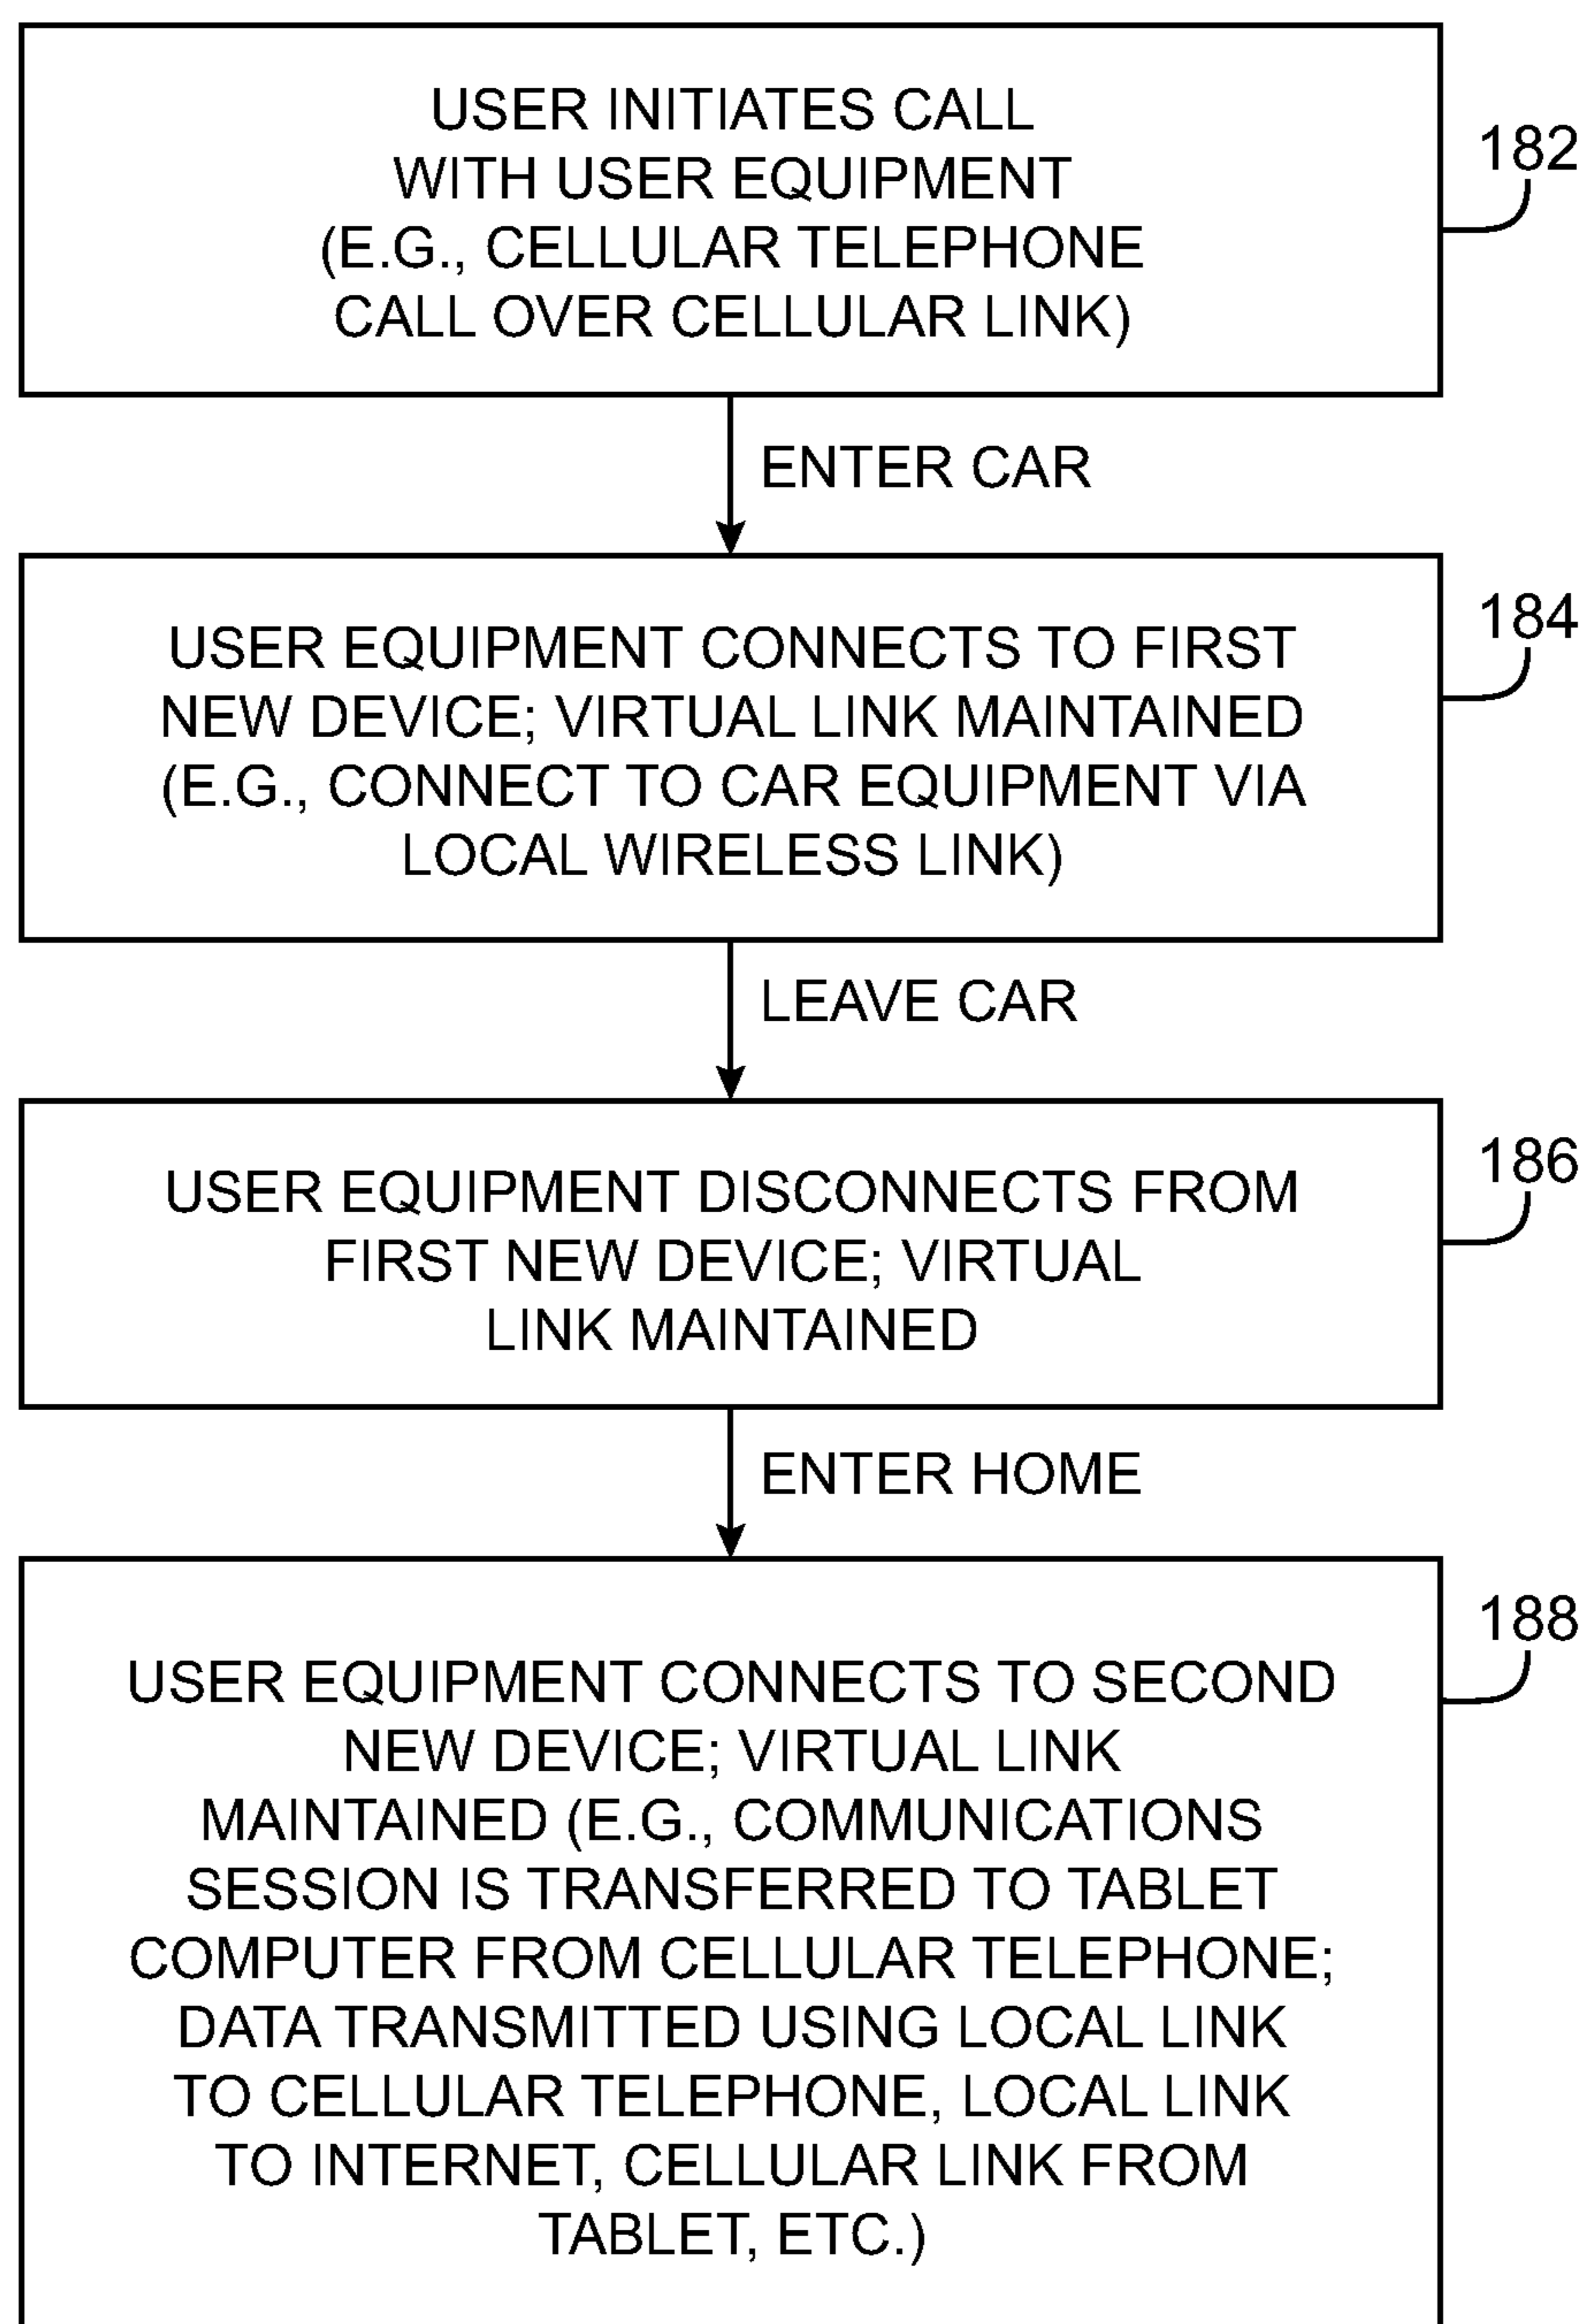 USER INITIATES CALL
WITH USER EQUIPMENT
(E.G., CELLULAR TELEPHONE
CALL OVER CELLULAR LINK)
182
ENTER CAR
USER EQUIPMENT CONNECTS TO FIRST
NEW DEVICE; VIRTUAL LINK MAINTAINED
(E.G., CONNECT TO CAR EQUIPMENT VIA
LOCAL WIRELESS LINK)
184
LEAVE CAR
USER EQUIPMENT DISCONNECTS FROM
FIRST NEW DEVICE; VIRTUAL
LINK MAINTAINED
186
ENTER HOME
USER EQUIPMENT CONNECTS TO SECOND
NEW DEVICE; VIRTUAL LINK
MAINTAINED (E.G., COMMUNICATIONS
SESSION IS TRANSFERRED TO TABLET
COMPUTER FROM CELLULAR TELEPHONE;
DATA TRANSMITTED USING LOCAL LINK
TO CELLULAR TELEPHONE, LOCAL LINK
TO INTERNET, CELLULAR LINK FROM
TABLET, ETC.)
188